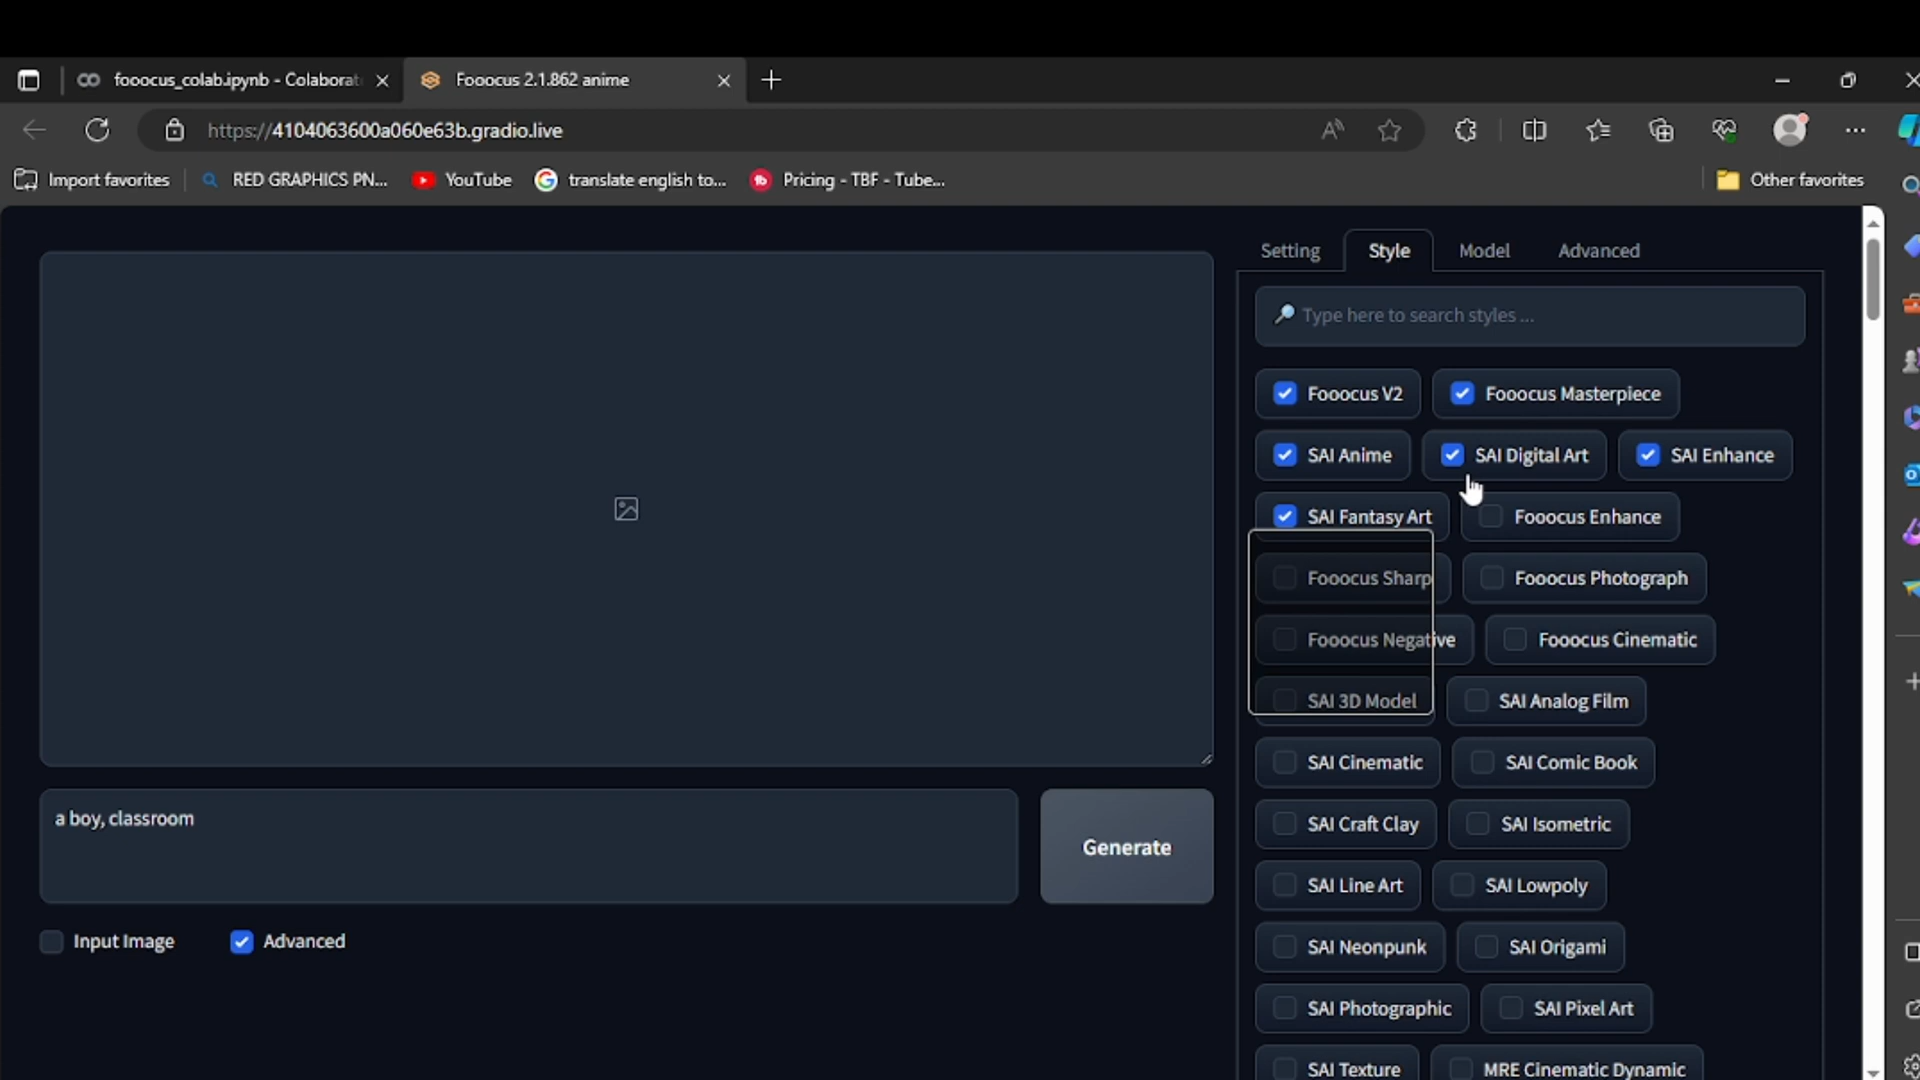 fooocus_colab.ipynb - Colaborat
Fooocus 2.1.862 anime
https://4104063600a060e63b.gradio.live
Import favorites
RED GRAPHICS PN...
YouTube
translate english to...
Pricing - TBF - Tube...
Other favorites
Setting Style Model Advanced
Type here to search styles ...
Fooocus V2 Fooocus Masterpiece
SAI Anime SAI Digital Art SAI Enhance
SAI Fantasy Art Fooocus Enhance
Fooocus Sharp Fooocus Photograph
Fooocus Negative Fooocus Cinematic
SAI 3D Model SAI Analog Film
SAI Cinematic SAI Comic Book
SAI Craft Clay SAI Isometric
SAI Line Art SAI Lowpoly
SAI Neonpunk SAI Origami
SAI Photographic SAI Pixel Art
SAI Texture MRE Cinematic Dynamic
a boy, classroom
Generate
Input Image Advanced